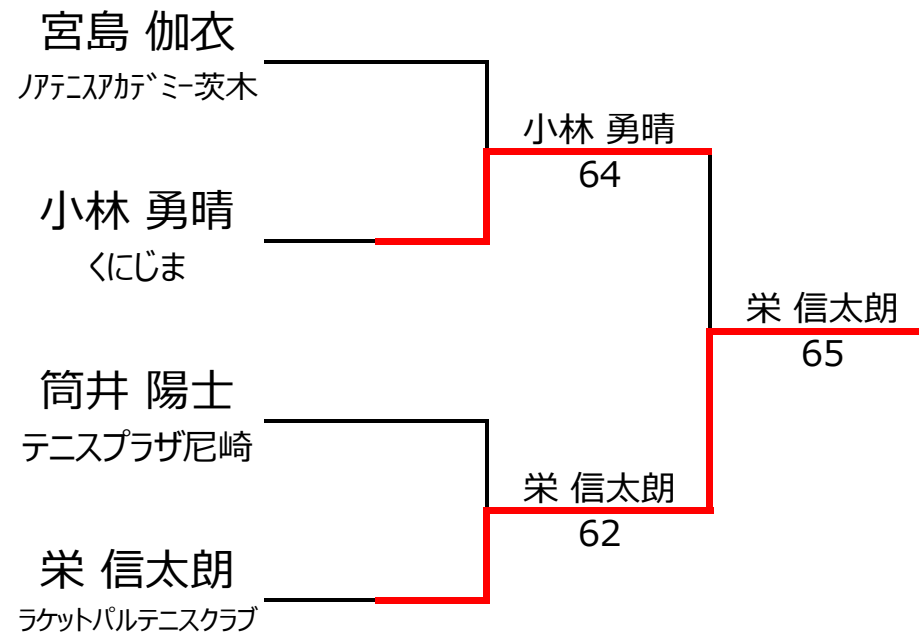 宮島 伽衣
ﾉｱﾃﾆｽｱｶﾃﾞﾐｰ茨木
小林 勇晴
64
小林 勇晴
くにじま
栄 信太朗
65
筒井 陽士
テニスプラザ尼崎
栄 信太朗
62
栄 信太朗
ラケットパルテニスクラブ